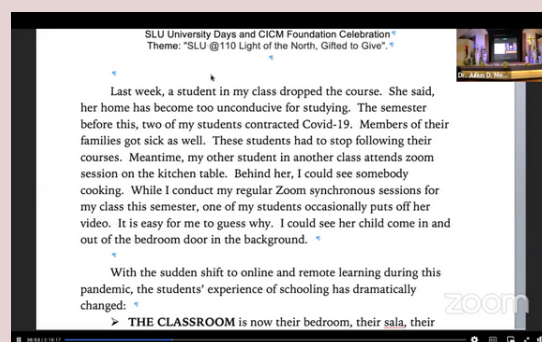 SLU University Days and CICM Foundation Celebration
Theme: "SLU @110 Light of the North, Gifted to Give".
Dr. Julius D. Me...
Last week, a student in my class dropped the course. She said,
her home has become too unconducive for studying. The semester
before this, two of my students contracted Covid-19. Members of their
families got sick as well. These students had to stop following their
courses. Meantime, my other student in another class attends zoom
session on the kitchen table. Behind her, I could see somebody
cooking. While I conduct my regular Zoom synchronous sessions for
my class this semester, one of my students occasionally puts off her
video. It is easy for me to guess why. I could see her child come in and
out of the bedroom door in the background.
With the sudden shift to online and remote learning during this
pandemic, the students' experience of schooling has dramatically
changed:
➤ THE CLASSROOM is now their bedroom, their sala, their
zoom